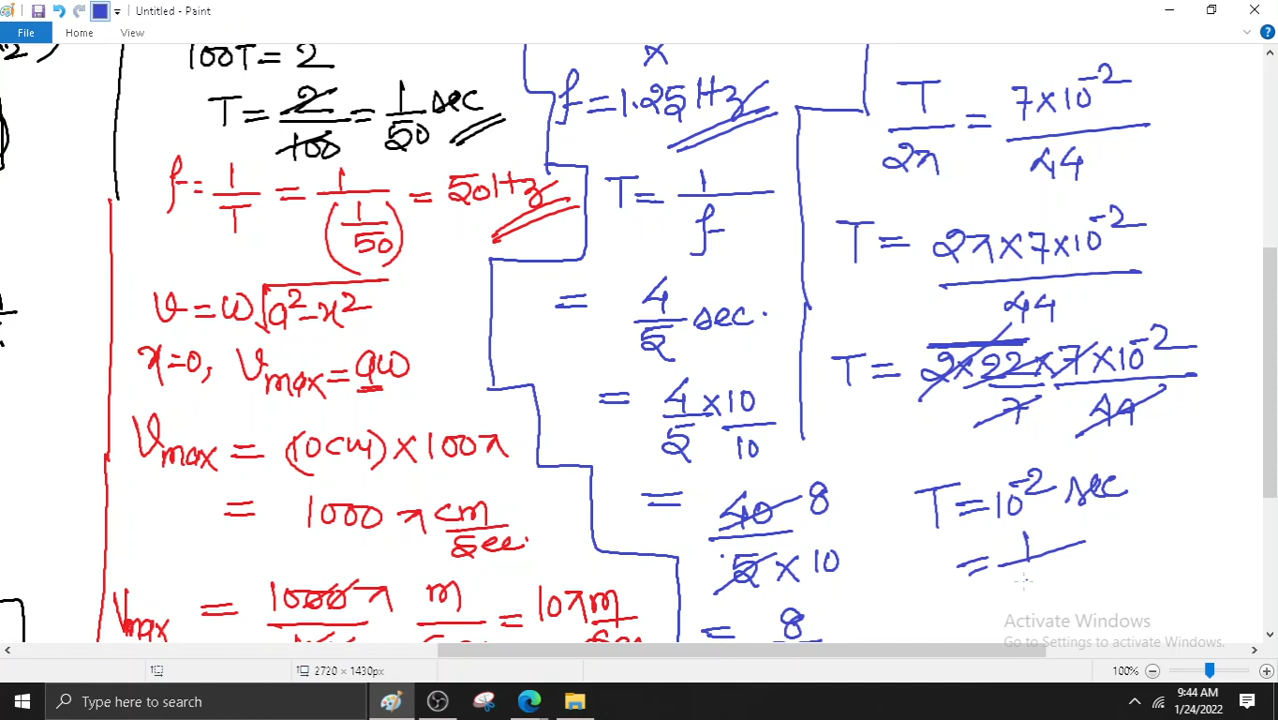 Untitled - Paint
File Home View
100T = 2
T = 2/100 = 1/50 sec
f = 1/T = 1/(1/50) = 50Hz
v = ω√a²-x²
x=0, Vmax = aω
Vmax = (10cm) × 100π
= 1000 π cm/sec.
Vmax = π m = 10π m
x
f = 1.25Hz
T = 1/f
= 4/5 sec.
= 4/5 × 10/10
= 40 8/5 × 10
= 8
T/2π = 7×10⁻²/44
T = 2π×7×10⁻²/44
T = 2×22×7×10⁻²/7 44
T = 10⁻² sec
= 1
Activate Windows
Go to Settings to activate Windows.
2720 × 1430px
100%
Type here to search
9:44 AM
1/24/2022